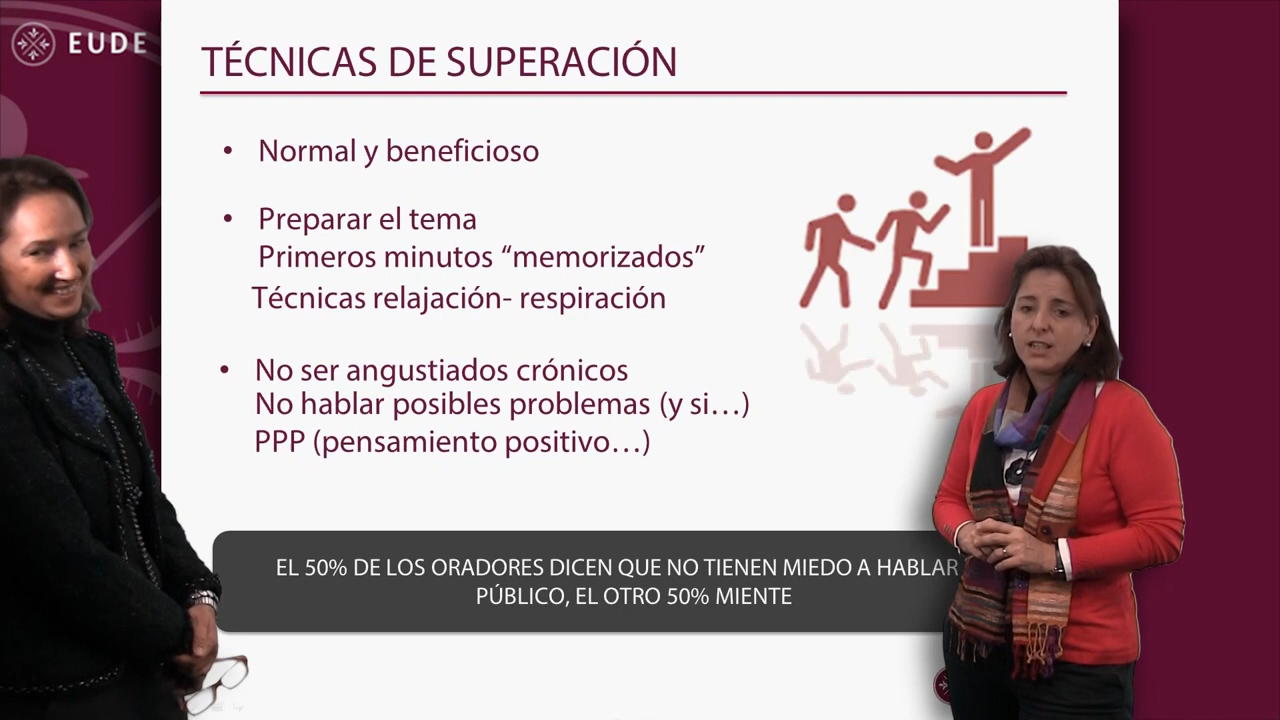 EUDE
TÉCNICAS DE SUPERACIÓN
• Normal y beneficioso
• Preparar el tema
Primeros minutos “memorizados”
Técnicas relajación- respiración
• No ser angustiados crónicos
No hablar posibles problemas (y si…)
PPP (pensamiento positivo…)
EL 50% DE LOS ORADORES DICEN QUE NO TIENEN MIEDO A HABLAR
PÚBLICO, EL OTRO 50% MIENTE